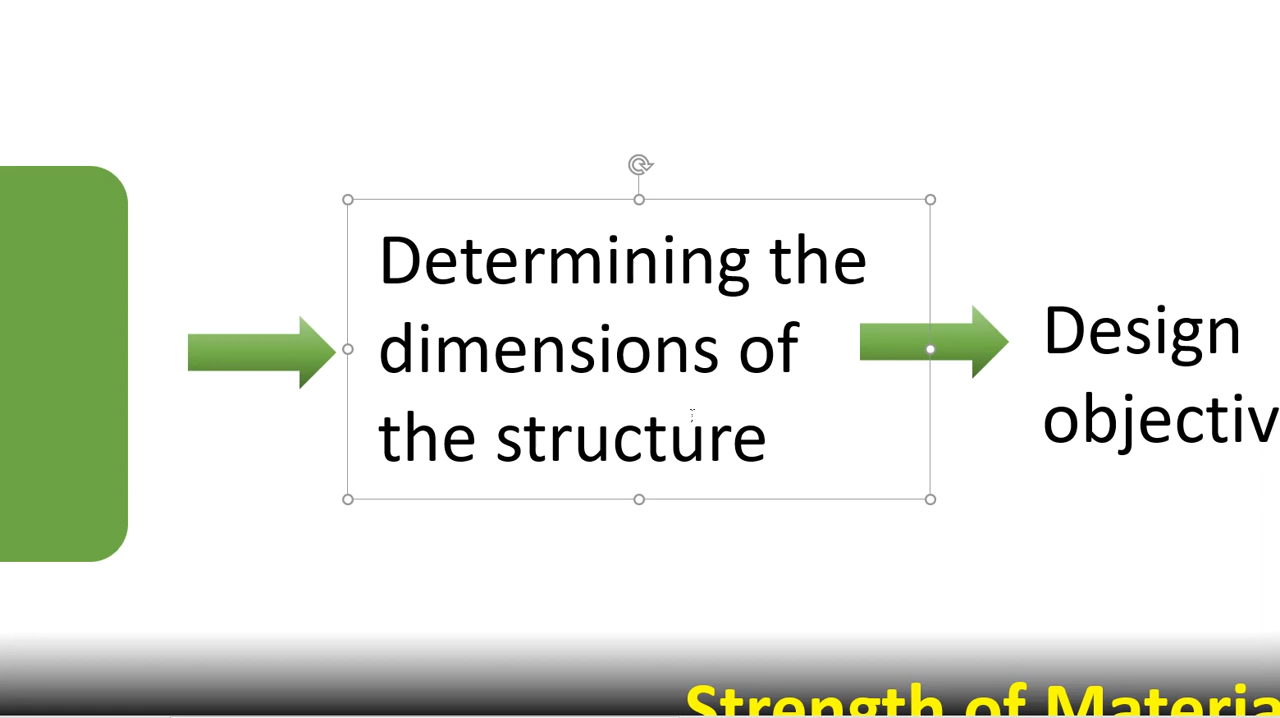 Determining the
dimensions of
the structure
Design
objectiv
Strength of Materia